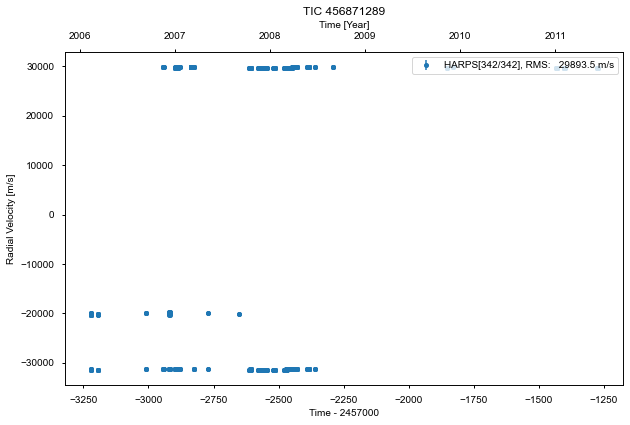 TIC 456871289
Time [Year]
2006 2007 2008 2009 2010 2011
HARPS[342/342], RMS: 29893.5 m/s
Radial Velocity [m/s]
30000
20000
10000
0
−10000
−20000
−30000
−3250 −3000 −2750 −2500 −2250 −2000 −1750 −1500 −1250
Time - 2457000